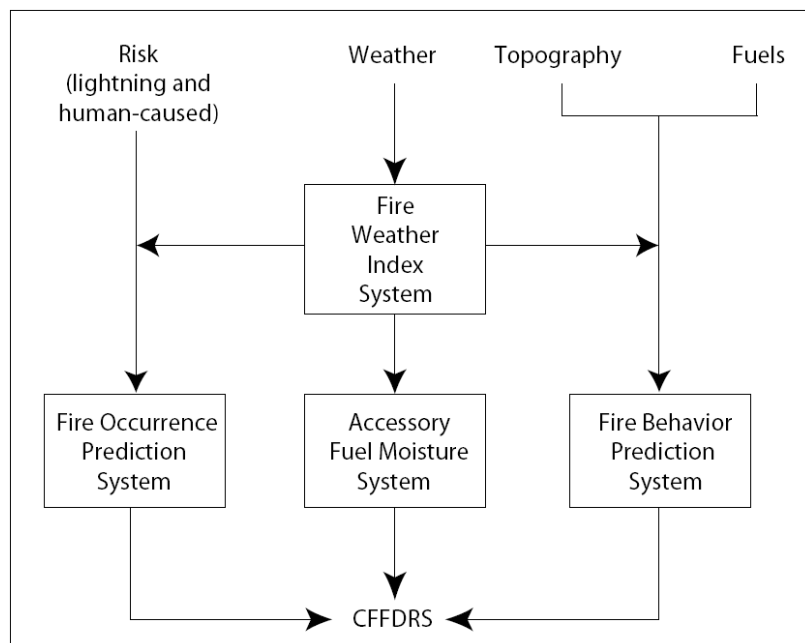 Risk
(lightning and
human-caused)
Weather
Topography
Fuels
Fire
Weather
Index
System
Fire Occurrence
Prediction
System
Accessory
Fuel Moisture
System
Fire Behavior
Prediction
System
CFFDRS